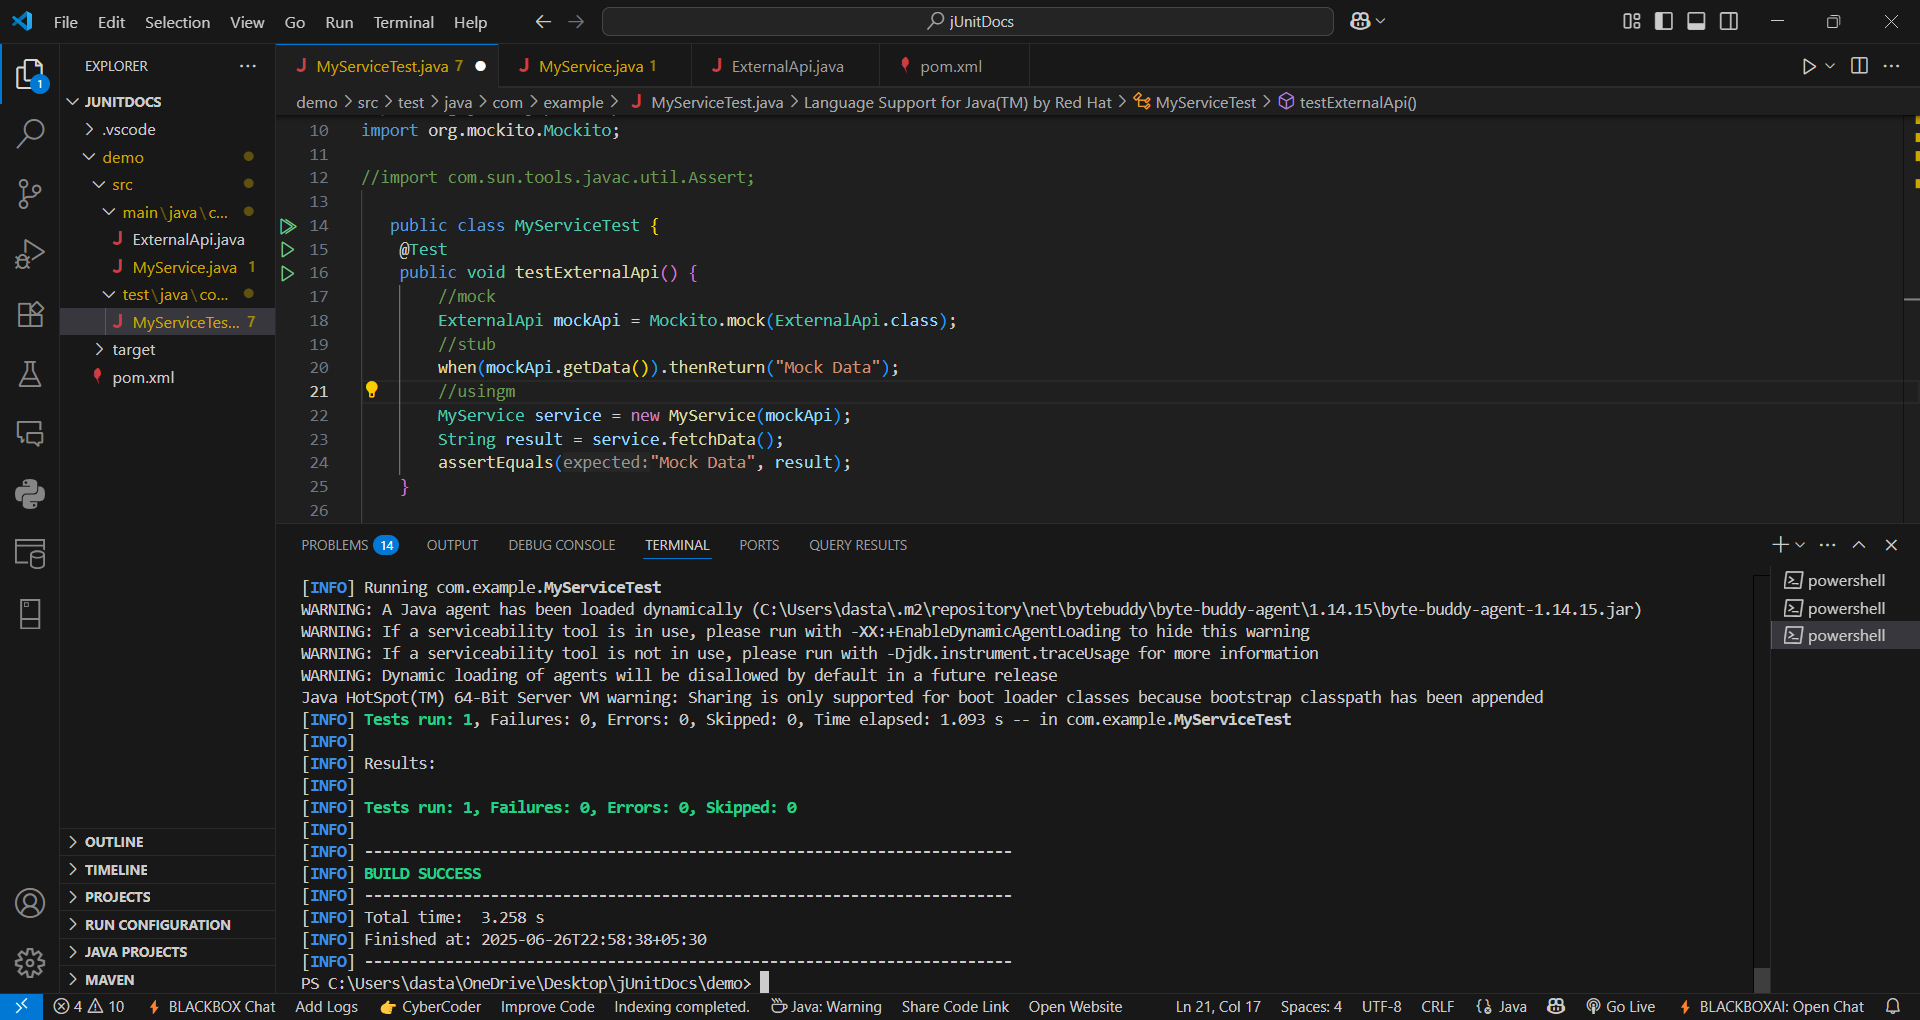 File Edit Selection View Go Run Terminal Help
jUnitDocs
1
EXPLORER
JUNITDOCS
.vscode
demo
src
main\java\c...
ExternalApi.java
MyService.java 1
test\java\co...
MyServiceTes... 7
target
pom.xml
OUTLINE
TIMELINE
PROJECTS
RUN CONFIGURATION
JAVA PROJECTS
MAVEN
MyServiceTest.java 7
MyService.java 1
ExternalApi.java
pom.xml
demo > src > test > java > com > example > MyServiceTest.java > Language Support for Java(TM) by Red Hat > MyServiceTest > testExternalApi()
10 import org.mockito.Mockito;
11
12 //import com.sun.tools.javac.util.Assert;
13
14 public class MyServiceTest {
15 @Test
16 public void testExternalApi() {
17 //mock
18 ExternalApi mockApi = Mockito.mock(ExternalApi.class);
19 //stub
20 when(mockApi.getData()).thenReturn("Mock Data");
21 //usingm
22 MyService service = new MyService(mockApi);
23 String result = service.fetchData();
24 assertEquals(expected:"Mock Data", result);
25 }
26
PROBLEMS 14 OUTPUT DEBUG CONSOLE TERMINAL PORTS QUERY RESULTS
[INFO] Running com.example.MyServiceTest
WARNING: A Java agent has been loaded dynamically (C:\Users\dasta\.m2\repository\net\bytebuddy\byte-buddy-agent\1.14.15\byte-buddy-agent-1.14.15.jar)
WARNING: If a serviceability tool is in use, please run with -XX:+EnableDynamicAgentLoading to hide this warning
WARNING: If a serviceability tool is not in use, please run with -Djdk.instrument.traceUsage for more information
WARNING: Dynamic loading of agents will be disallowed by default in a future release
Java HotSpot(TM) 64-Bit Server VM warning: Sharing is only supported for boot loader classes because bootstrap classpath has been appended
[INFO] Tests run: 1, Failures: 0, Errors: 0, Skipped: 0, Time elapsed: 1.093 s -- in com.example.MyServiceTest
[INFO]
[INFO] Results:
[INFO]
[INFO] Tests run: 1, Failures: 0, Errors: 0, Skipped: 0
[INFO]
[INFO] ------------------------------------------------------------------------
[INFO] BUILD SUCCESS
[INFO] ------------------------------------------------------------------------
[INFO] Total time:  3.258 s
[INFO] Finished at: 2025-06-26T22:58:38+05:30
[INFO] ------------------------------------------------------------------------
PS C:\Users\dasta\OneDrive\Desktop\jUnitDocs\demo>
powershell
powershell
powershell
4 10 BLACKBOX Chat Add Logs CyberCoder Improve Code Indexing completed. Java: Warning Share Code Link Open Website Ln 21, Col 17 Spaces: 4 UTF-8 CRLF {} Java Go Live BLACKBOXAI: Open Chat